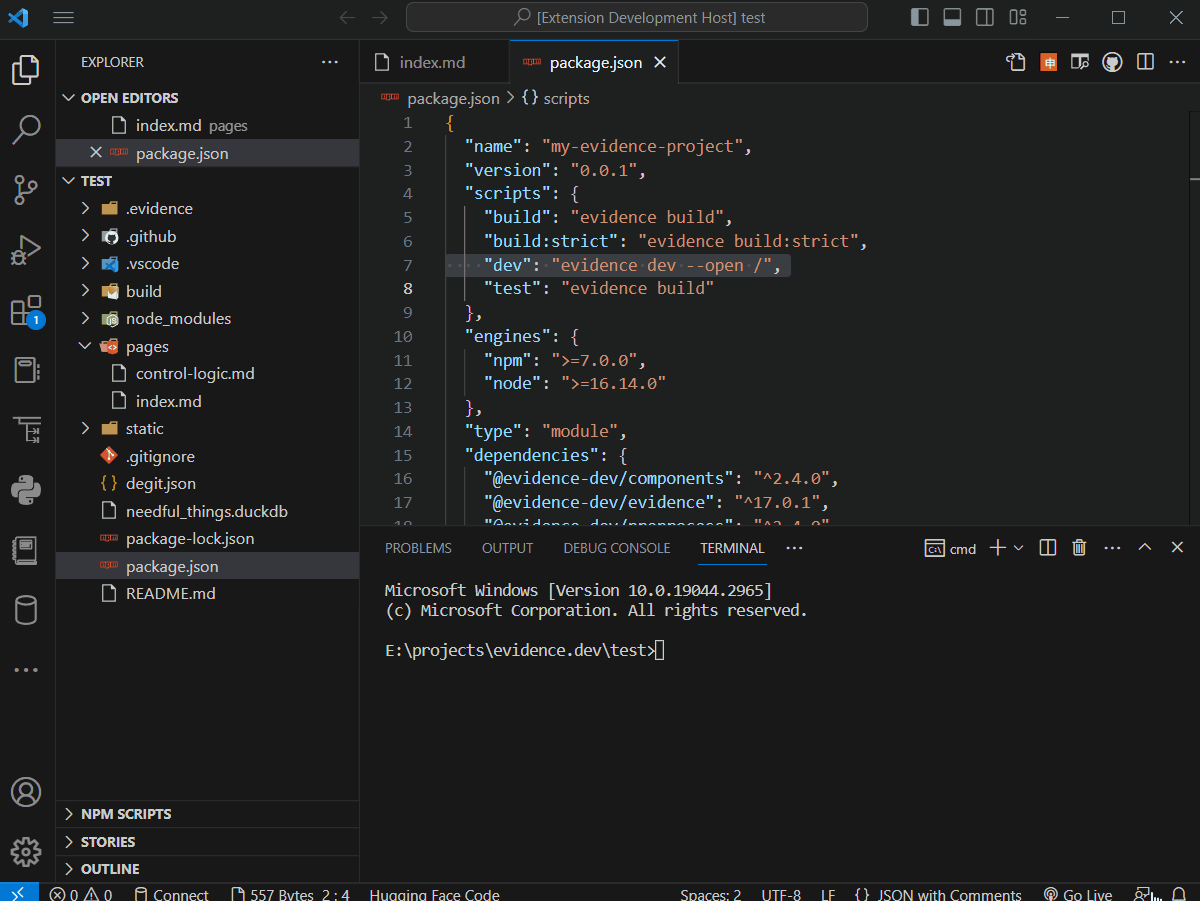 [Extension Development Host] test
EXPLORER
OPEN EDITORS
index.md pages
package.json
TEST
.evidence
.github
.vscode
build
node_modules
pages
control-logic.md
index.md
static
.gitignore
degit.json
needful_things.duckdb
package-lock.json
package.json
README.md
NPM SCRIPTS
STORIES
OUTLINE
1
index.md
package.json
package.json > {} scripts
1 {
2 "name": "my-evidence-project",
3 "version": "0.0.1",
4 "scripts": {
5 "build": "evidence build",
6 "build:strict": "evidence build:strict",
7 "dev": "evidence dev --open /",
8 "test": "evidence build"
9 },
10 "engines": {
11 "npm": ">=7.0.0",
12 "node": ">=16.14.0"
13 },
14 "type": "module",
15 "dependencies": {
16 "@evidence-dev/components": "^2.4.0",
17 "@evidence-dev/evidence": "^17.0.1",
18 "@evidence-dev/preprocess": "^3.4.0"
PROBLEMS OUTPUT DEBUG CONSOLE TERMINAL
cmd
Microsoft Windows [Version 10.0.19044.2965]
(c) Microsoft Corporation. All rights reserved.
E:\projects\evidence.dev\test>
0 0 Connect 557 Bytes 2 : 4 Hugging Face Code Spaces: 2 UTF-8 LF {} JSON with Comments Go Live